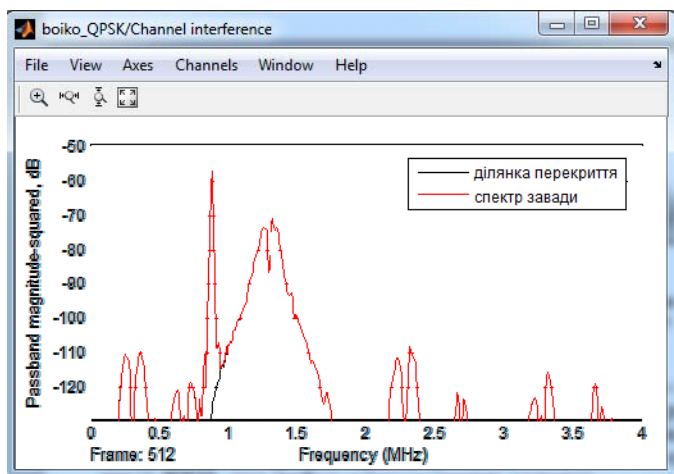 boiko_QPSK/Channel interference
File View Axes Channels Window Help
Passband magnitude-squared, dB
-50
-60
-70
-80
-90
-100
-110
-120
ділянка перекриття
спектр завади
0 0.5 1 1.5 2 2.5 3 3.5 4
Frame: 512 Frequency (MHz)